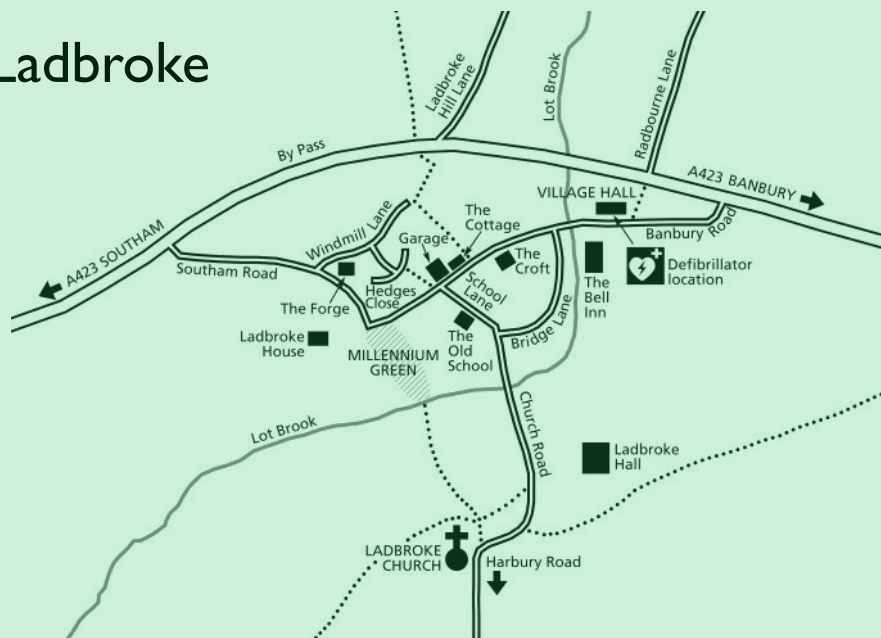 Ladbroke
Ladbroke
Hill Lane
Lot Brook
Radbourne Lane
By Pass
A423 BANBURY
VILLAGE HALL
A423 SOUTHAM
Windmill Lane
The
Cottage
Garage
Banbury Road
Southam Road
The
Croft
Defibrillator
location
School
Lane
Hedges
Close
The
Bell
Inn
The Forge
Bridge Lane
Ladbroke
House
The
Old
School
MILLENNIUM
GREEN
Church Road
Lot Brook
Ladbroke
Hall
LADBROKE
CHURCH
Harbury Road